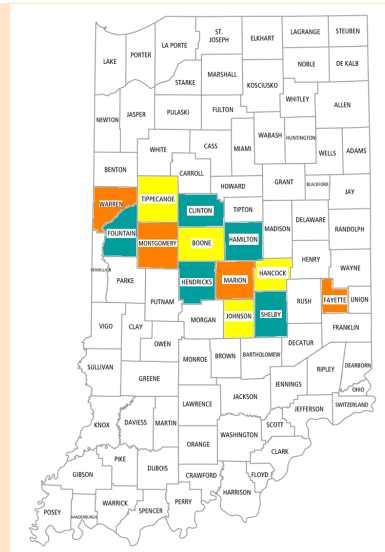 ST.
JOSEPH
ELKHART
LAGRANGE
STEUBEN
LA PORTE
PORTER
LAKE
NOBLE
DE KALB
MARSHALL
STARKE
KOSCIUSKO
WHITLEY
ALLEN
NEWTON
JASPER
PULASKI
FULTON
WABASH
HUNTINGTON
MIAMI
CASS
WHITE
WELLS
ADAMS
BENTON
CARROLL
HOWARD
GRANT
BLACKFORD
JAY
WARREN
TIPPECANOE
CLINTON
TIPTON
MADISON
DELAWARE
RANDOLPH
FOUNTAIN
MONTGOMERY
BOONE
HAMILTON
HENRY
WAYNE
VERMILLION
PARKE
HENDRICKS
MARION
HANCOCK
PUTNAM
RUSH
FAYETTE
UNION
MORGAN
JOHNSON
SHELBY
FRANKLIN
VIGO
CLAY
OWEN
DECATUR
MONROE
BROWN
BARTHOLOMEW
SULLIVAN
GREENE
RIPLEY
DEARBORN
JENNINGS
OHIO
SWITZERLAND
JEFFERSON
JACKSON
LAWRENCE
KNOX
DAVIESS
MARTIN
SCOTT
WASHINGTON
ORANGE
CLARK
PIKE
DUBOIS
GIBSON
CRAWFORD
FLOYD
HARRISON
PERRY
WARRICK
SPENCER
POSEY
VANDERBURGH